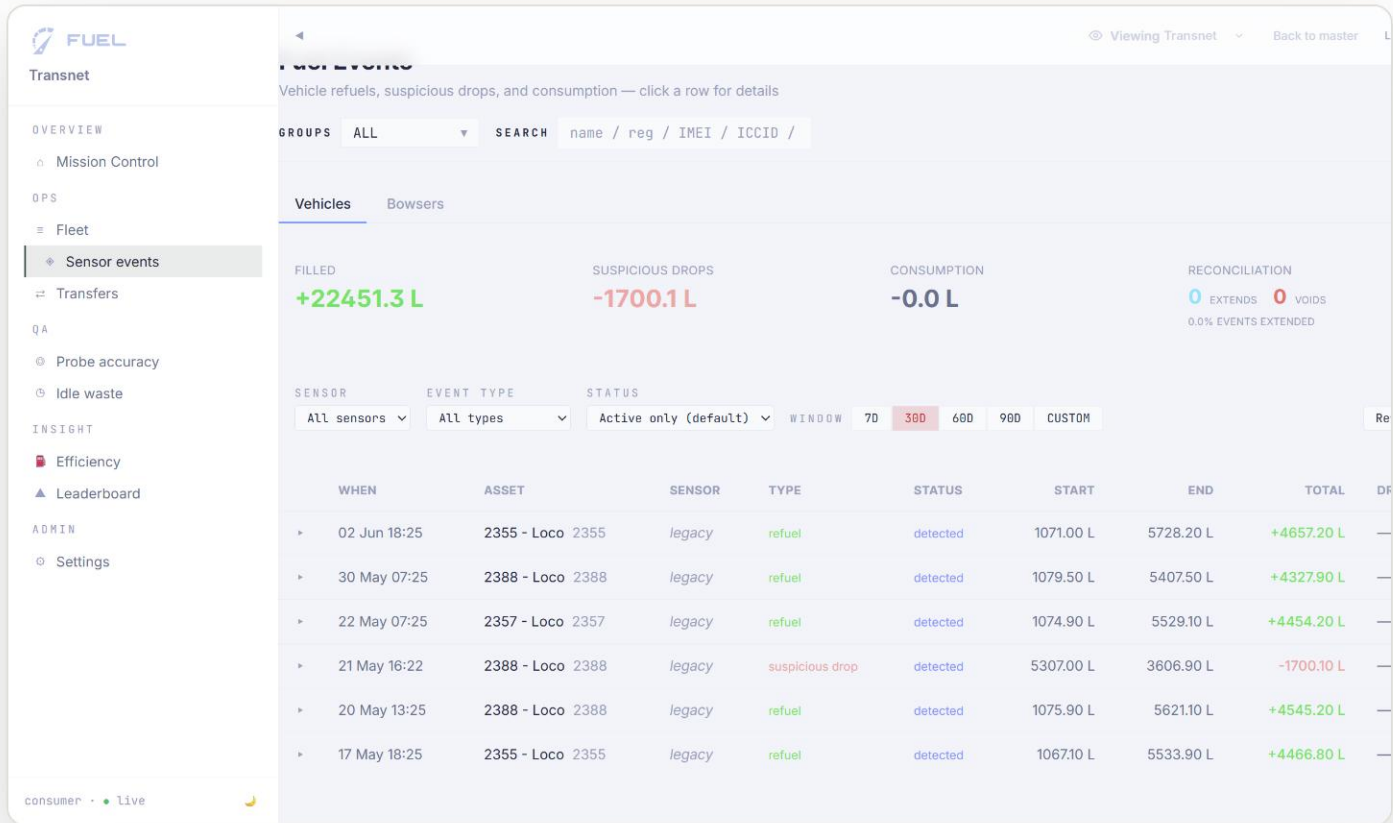 FUEL
Transnet
OVERVIEW
Mission Control
OPS
Fleet
Sensor events
Transfers
QA
Probe accuracy
Idle waste
INSIGHT
Efficiency
Leaderboard
ADMIN
Settings
consumer · ● live
Viewing Transnet
Back to master
L
Fuel Events
Vehicle refuels, suspicious drops, and consumption — click a row for details
GROUPS ALL SEARCH name / reg / IMEI / ICCID /
Vehicles Bowsers
FILLED SUSPICIOUS DROPS CONSUMPTION RECONCILIATION
+22451.3 L -1700.1 L -0.0 L 0 EXTENDS 0 VOIDS
0.0% EVENTS EXTENDED
SENSOR EVENT TYPE STATUS
All sensors All types Active only (default) WINDOW 7D 30D 60D 90D CUSTOM Re
WHEN ASSET SENSOR TYPE STATUS START END TOTAL DR
02 Jun 18:25 2355 - Loco 2355 legacy refuel detected 1071.00 L 5728.20 L +4657.20 L —
30 May 07:25 2388 - Loco 2388 legacy refuel detected 1079.50 L 5407.50 L +4327.90 L —
22 May 07:25 2357 - Loco 2357 legacy refuel detected 1074.90 L 5529.10 L +4454.20 L —
21 May 16:22 2388 - Loco 2388 legacy suspicious drop detected 5307.00 L 3606.90 L -1700.10 L —
20 May 13:25 2388 - Loco 2388 legacy refuel detected 1075.90 L 5621.10 L +4545.20 L —
17 May 18:25 2355 - Loco 2355 legacy refuel detected 1067.10 L 5533.90 L +4466.80 L —